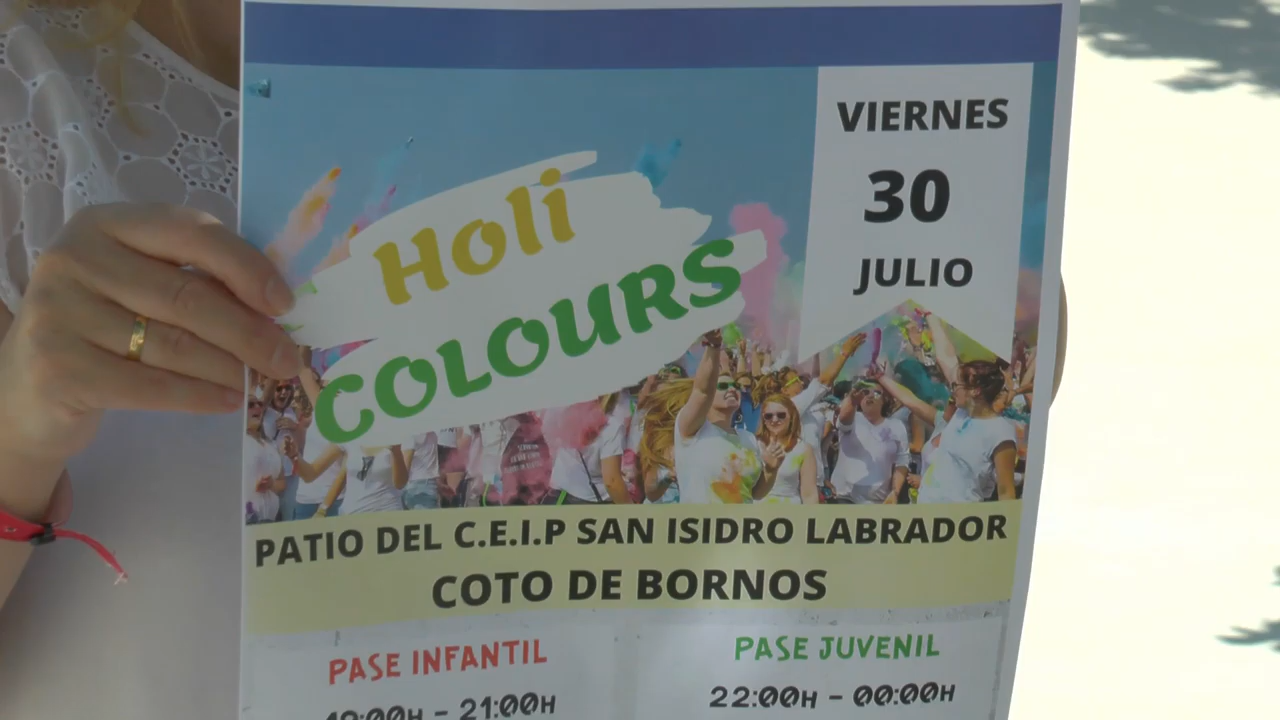 VIERNES
30
JULIO
Holi
COLOURS
PATIO DEL C.E.I.P SAN ISIDRO LABRADOR
COTO DE BORNOS
PASE INFANTIL
PASE JUVENIL
- 21:00H
22:00H - 00:00H